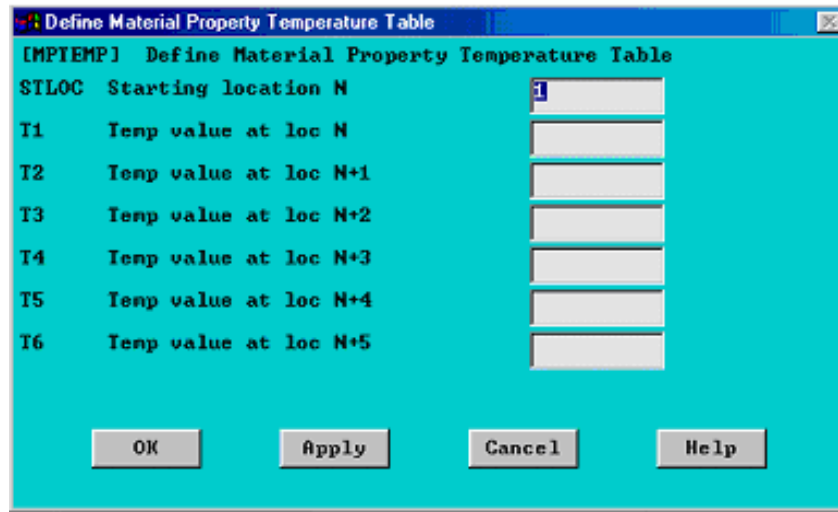 Define Material Property Temperature Table
[MPTEMP] Define Material Property Temperature Table
STLOC Starting location N 1
T1 Temp value at loc N
T2 Temp value at loc N+1
T3 Temp value at loc N+2
T4 Temp value at loc N+3
T5 Temp value at loc N+4
T6 Temp value at loc N+5
OK Apply Cancel Help